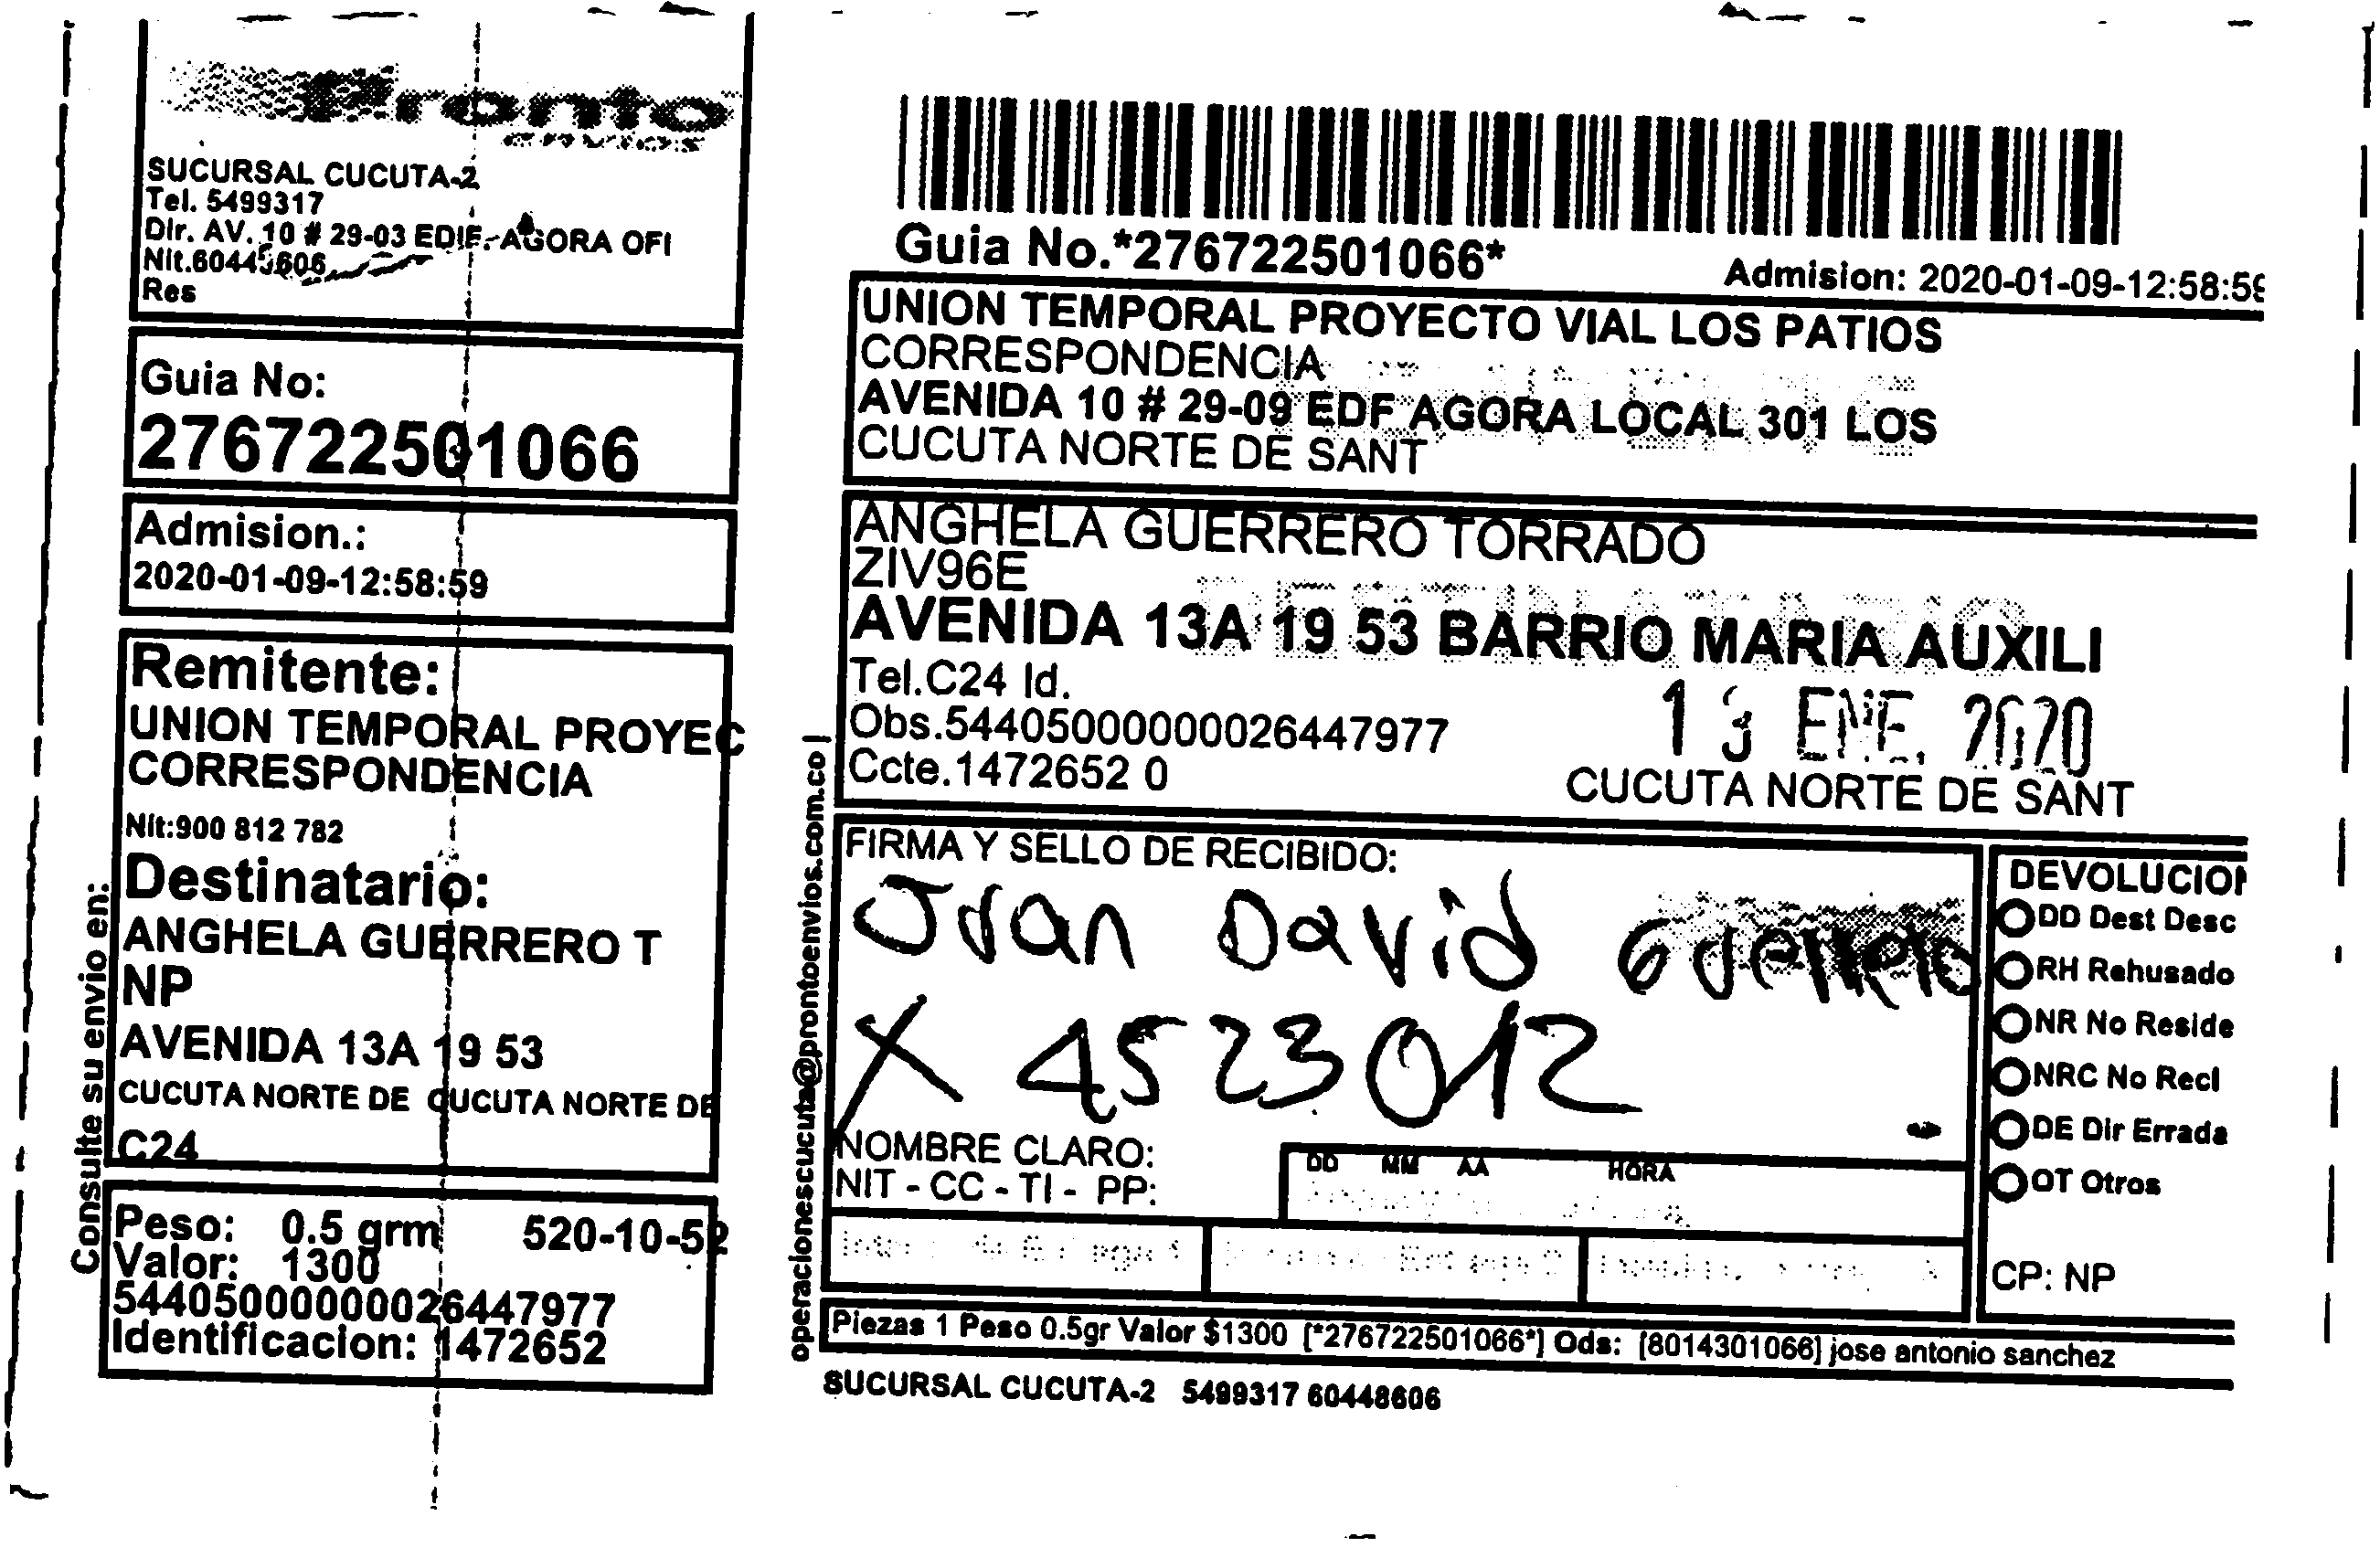 Pronto
envios
SUCURSAL CUCUTA-2
Tel. 5499317
Dir. AV. 10 # 29-03 EDIF. AGORA OFI
Nit.60448606
Res
Guia No:
276722501066
Admision.:
2020-01-09-12:58:59
Remitente:
UNION TEMPORAL PROYEC
CORRESPONDENCIA
Nit:900 812 782
Destinatario:
ANGHELA GUERRERO T
NP
AVENIDA 13A 19 53
CUCUTA NORTE DE CUCUTA NORTE DE
C24
Peso: 0.5 grm 520-10-52
Valor: 1300
544050000000026447977
Identificacion: 1472652
Consulte su envio en:
Guia No.*276722501066*
Admision: 2020-01-09-12:58:59
UNION TEMPORAL PROYECTO VIAL LOS PATIOS
CORRESPONDENCIA
AVENIDA 10 # 29-09 EDF AGORA LOCAL 301 LOS
CUCUTA NORTE DE SANT
ANGHELA GUERRERO TORRADO
ZIV96E
DESTINATARIO
AVENIDA 13A 19 53 BARRIO MARIA AUXILI
Tel.C24 Id.
Obs.544050000000026447977
13 ENE. 2020
Ccte.1472652 0
CUCUTA NORTE DE SANT
operacionescucuta@prontoenvios.com.co |
FIRMA Y SELLO DE RECIBIDO:
Juan David Guerrero
X 4523012
NOMBRE CLARO:
NIT - CC - TI - PP:
DD MM AA HORA
DEVOLUCION
DD Dest Desc
RH Rehusado
NR No Reside
NRC No Recl
DE Dir Errada
OT Otros
CP: NP
Piezas 1 Peso 0.5gr Valor $1300 [*276722501066*] Ods: [8014301066] jose antonio sanchez
SUCURSAL CUCUTA-2 5499317 60448606